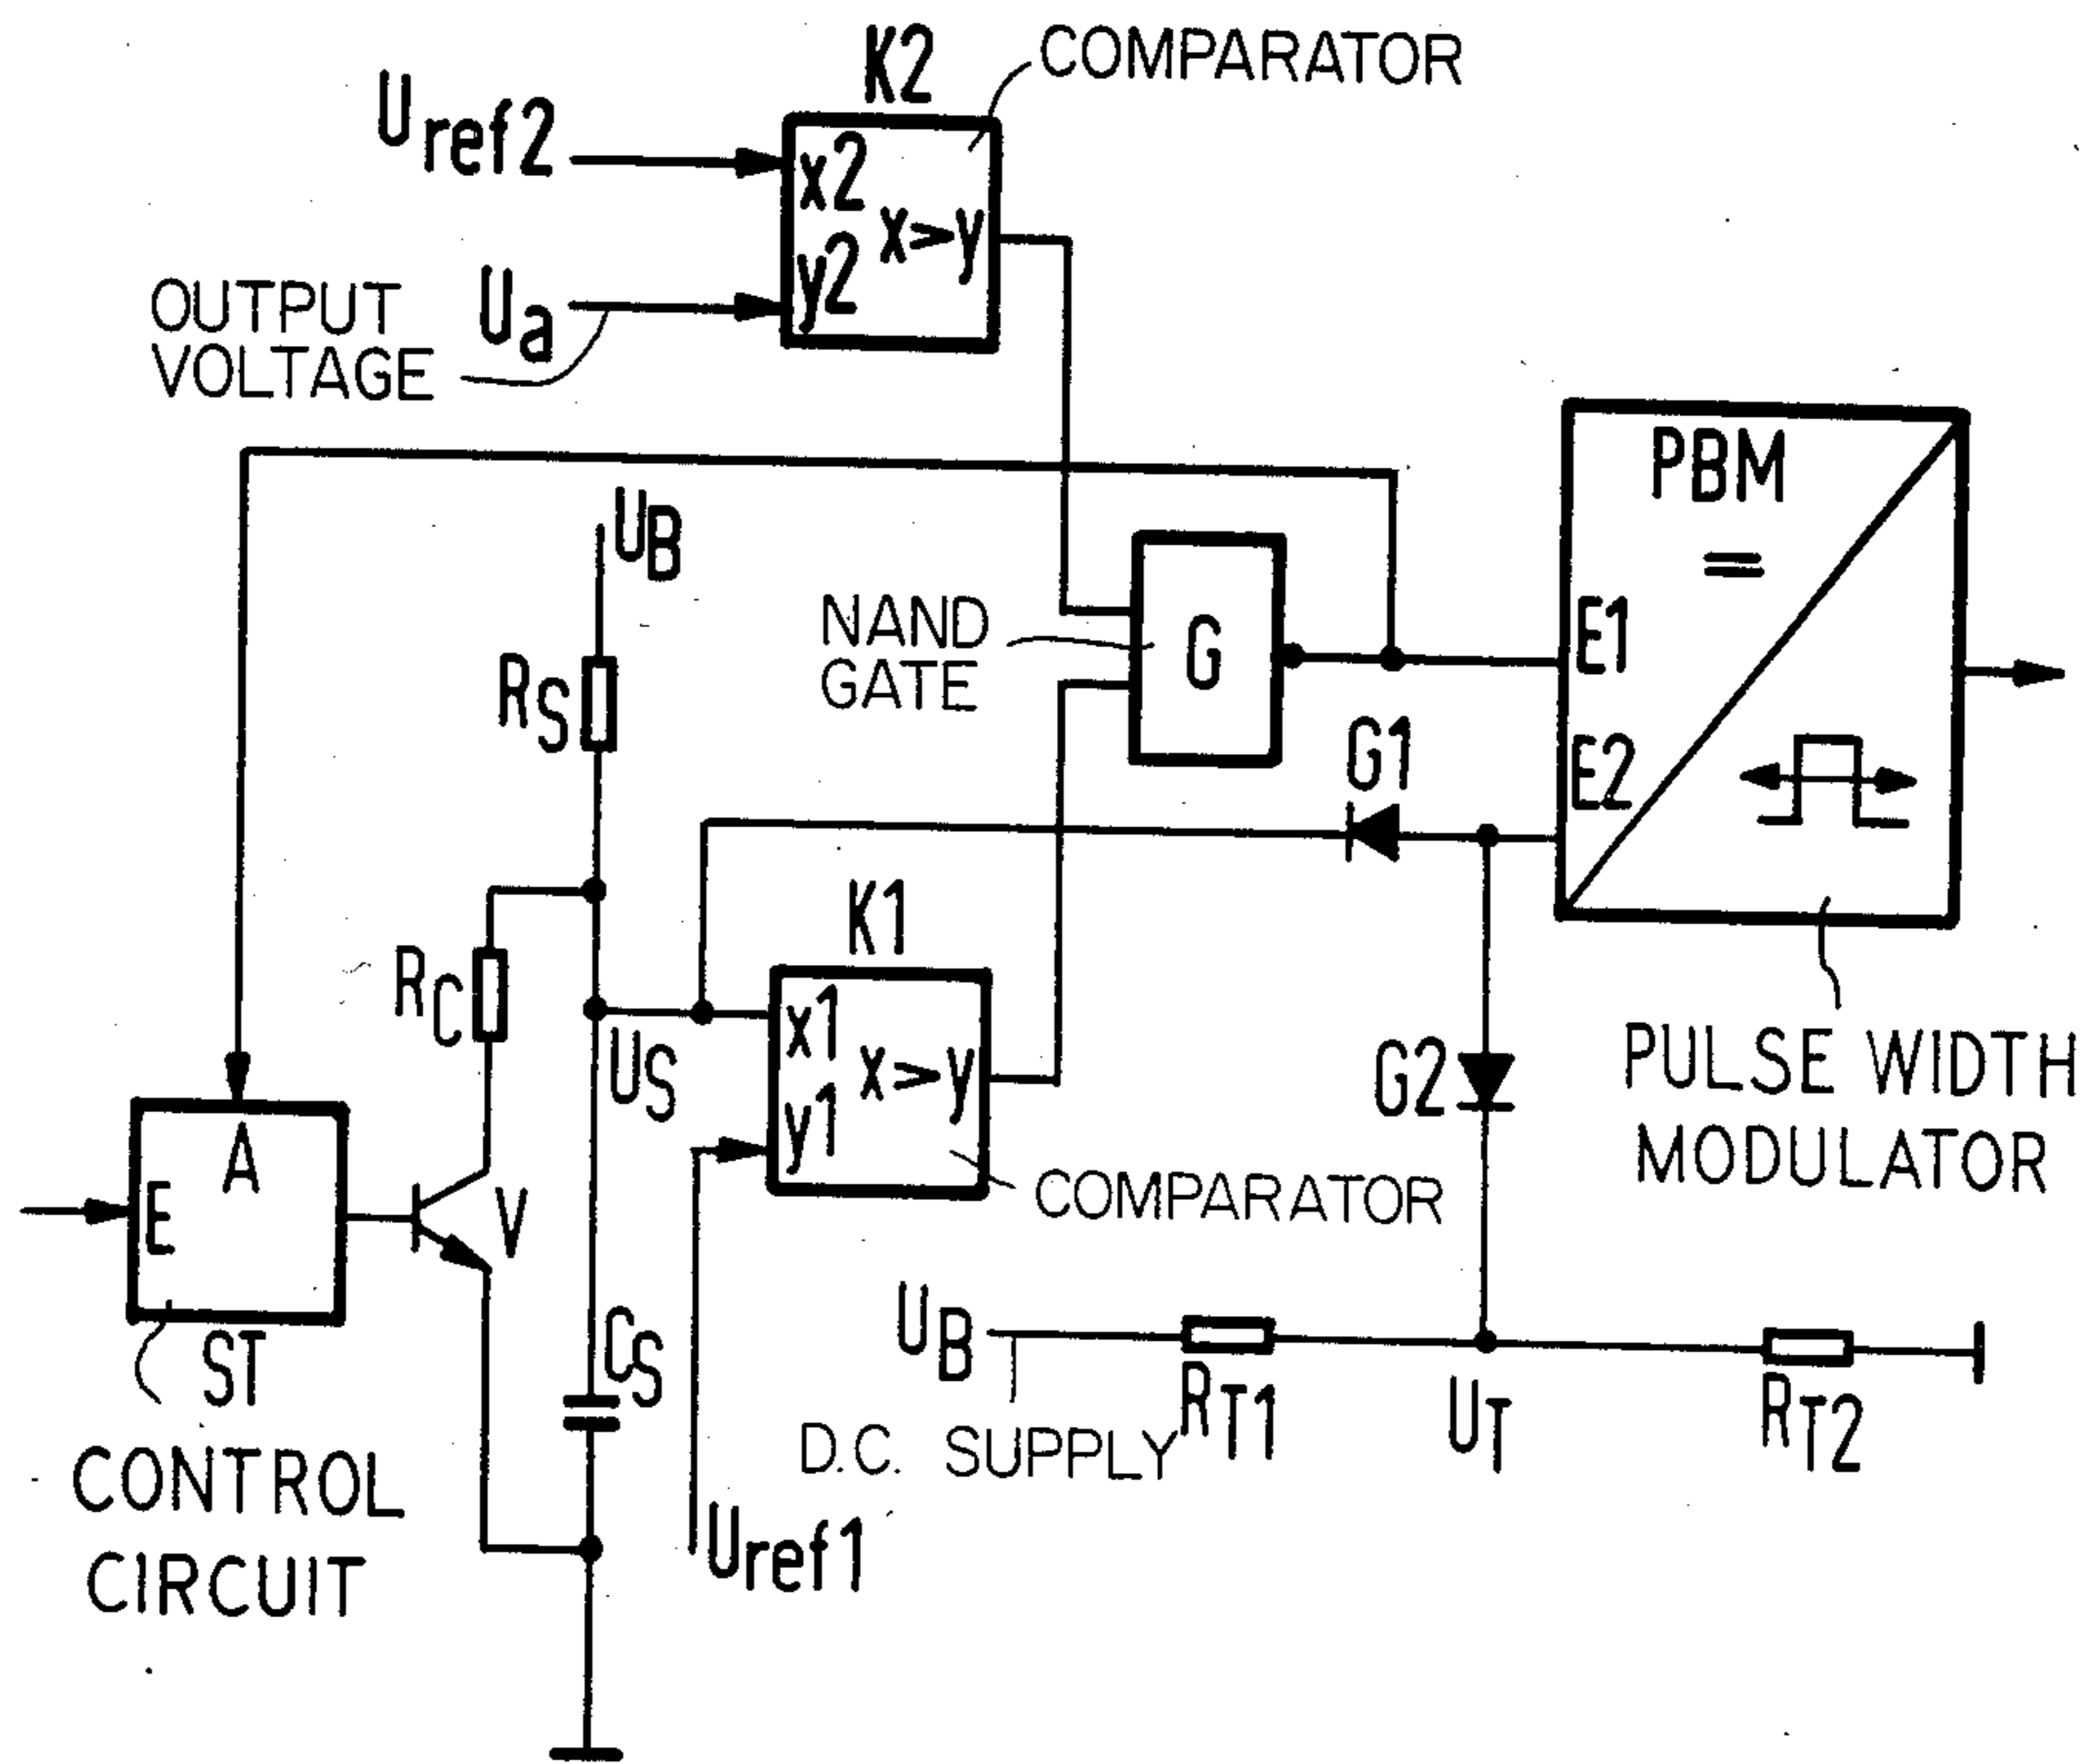 K2
COMPARATOR
Uref2
x2
x>y
y2
OUTPUT
VOLTAGE
Ua
PBM
=
UB
NAND
GATE
G
E1
RS
G1
E2
K1
RC
x1
x>y
y1
US
G2
PULSE WIDTH
MODULATOR
A
E
V
COMPARATOR
UB
CS
ST
RT1
UT
RT2
D.C. SUPPLY
CONTROL
CIRCUIT
Uref1